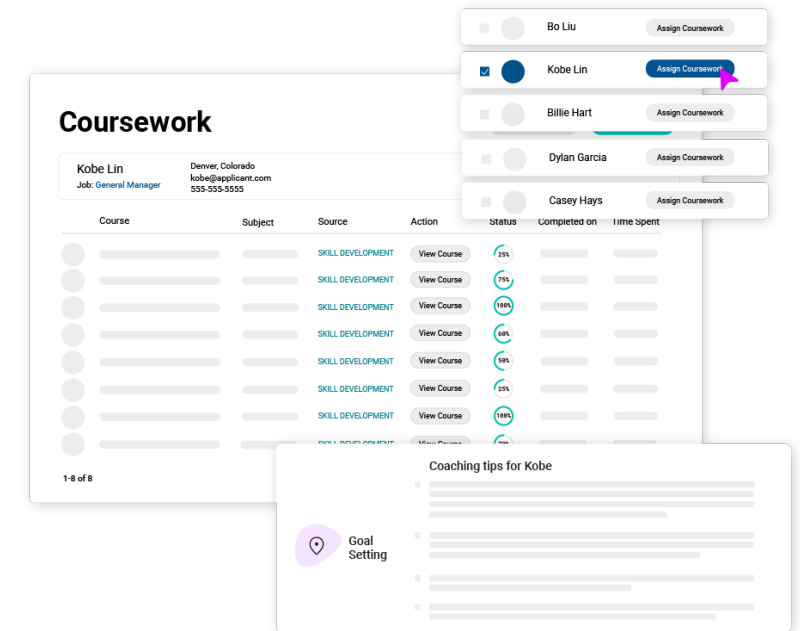 Bo Liu Assign Coursework
Kobe Lin Assign Coursework
Billie Hart Assign Coursework
Dylan Garcia Assign Coursework
Casey Hays Assign Coursework
Coursework
Kobe Lin
Job: General Manager
Denver, Colorado
kobe@applicant.com
555-555-5555
Course Subject Source Action Status Completed on Time Spent
SKILL DEVELOPMENT View Course 25%
SKILL DEVELOPMENT View Course 75%
SKILL DEVELOPMENT View Course 100%
SKILL DEVELOPMENT View Course 60%
SKILL DEVELOPMENT View Course 50%
SKILL DEVELOPMENT View Course 25%
SKILL DEVELOPMENT View Course 100%
SKILL DEVELOPMENT View Course
1-8 of 8
Coaching tips for Kobe
Goal
Setting